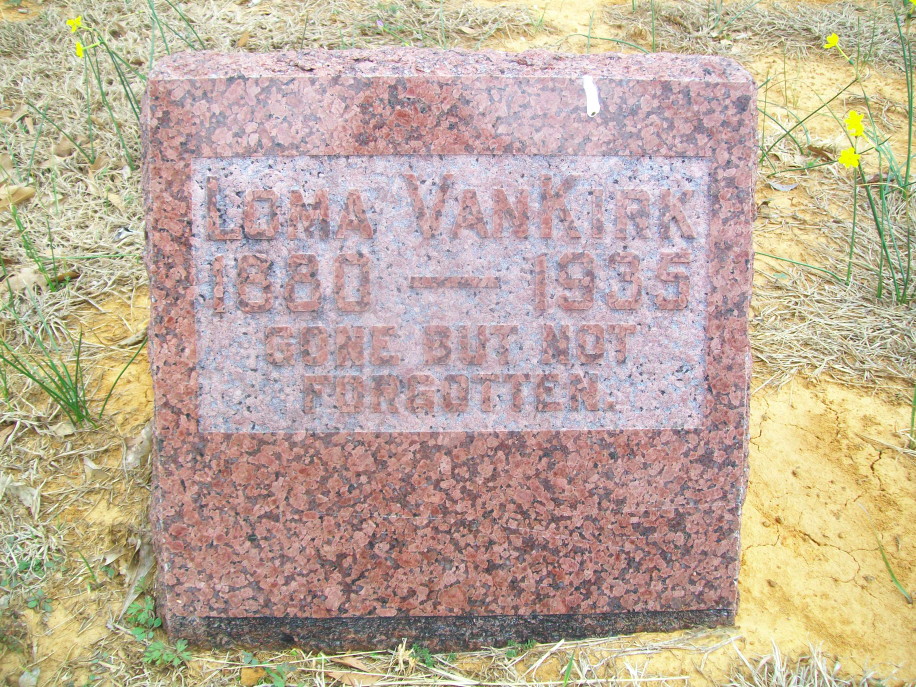 Loma VanKirk
1880 — 1935
GONE BUT NOT
FORGOTTEN.